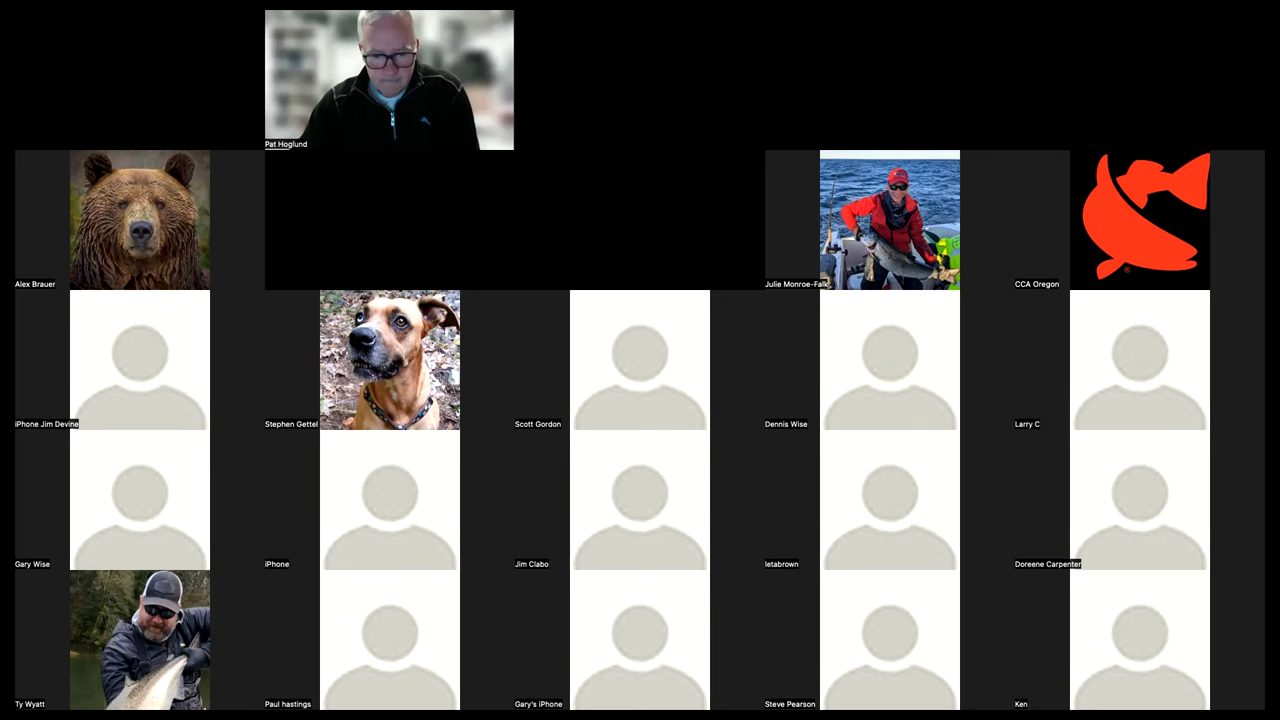 Pat Hoglund
Alex Brauer
Julie Monroe-Falk
CCA Oregon
iPhone Jim Devine
Stephen Gettel
Scott Gordon
Dennis Wise
Larry C
Gary Wise
iPhone
Jim Clabo
letabrown
Doreene Carpenter
Ty Wyatt
Paul hastings
Gary's iPhone
Steve Pearson
Ken